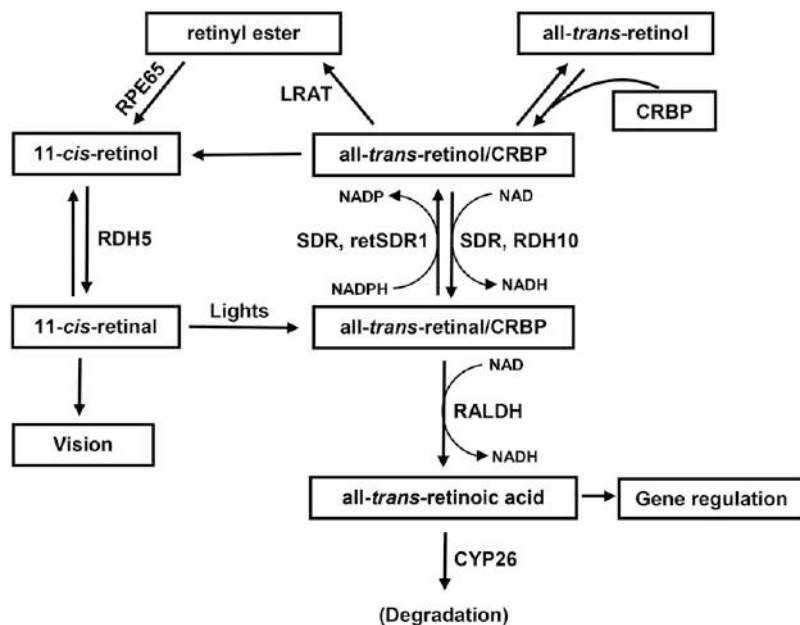 retinyl ester
all-trans-retinol
RPE65
LRAT
CRBP
11-cis-retinol
all-trans-retinol/CRBP
NADP
NAD
RDH5
SDR, retSDR1
SDR, RDH10
NADPH
NADH
Lights
11-cis-retinal
all-trans-retinal/CRBP
NAD
RALDH
Vision
NADH
all-trans-retinoic acid
Gene regulation
CYP26
(Degradation)